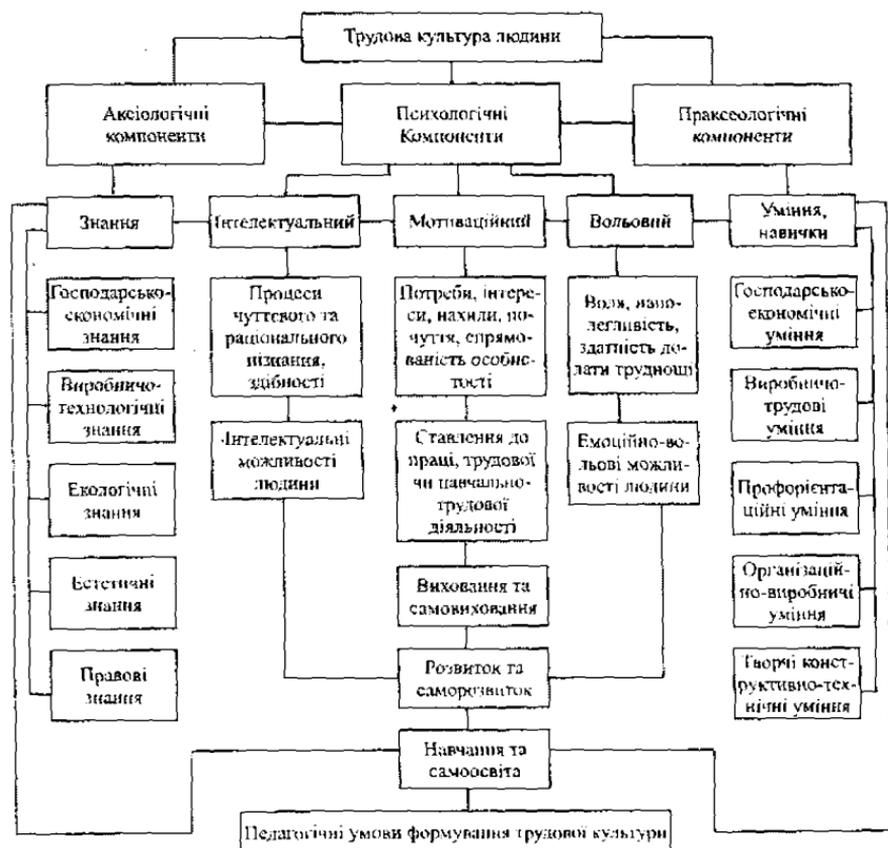 Трудова культура людини
Аксіологічні
компоненти
Психологічні
Компоненти
Праксеологічні
компоненти
Знання
Інтелектуальний
Мотиваційний
Вольовий
Уміння,
навички
Господарсько-
економічні
знання
Процеси
чуттєвого та
раціонального
пізнання,
здібності
Потреби, інтере-
си, нахили, по-
чуття, спрямо-
ваність особис-
тості
Воля, напо-
легливість,
здатність до-
лати труднощі
Господарсько-
економічні
уміння
Виробничо-
технологічні
знання
Інтелектуальні
можливості
людини
Ставлення до
праці, трудової
чи навчально-
трудової
діяльності
Емоційно-во-
льові можли-
вості людини
Виробничо-
трудові
уміння
Екологічні
знання
Профорієнта-
ційні уміння
Естетичні
знання
Виховання та
самовиховання
Організацій-
но-виробничі
уміння
Правові
знання
Розвиток та
саморозвиток
Творчі конст-
руктивно-тех-
нічні уміння
Навчання та
самоосвіта
Педагогічні умови формування трудової культури